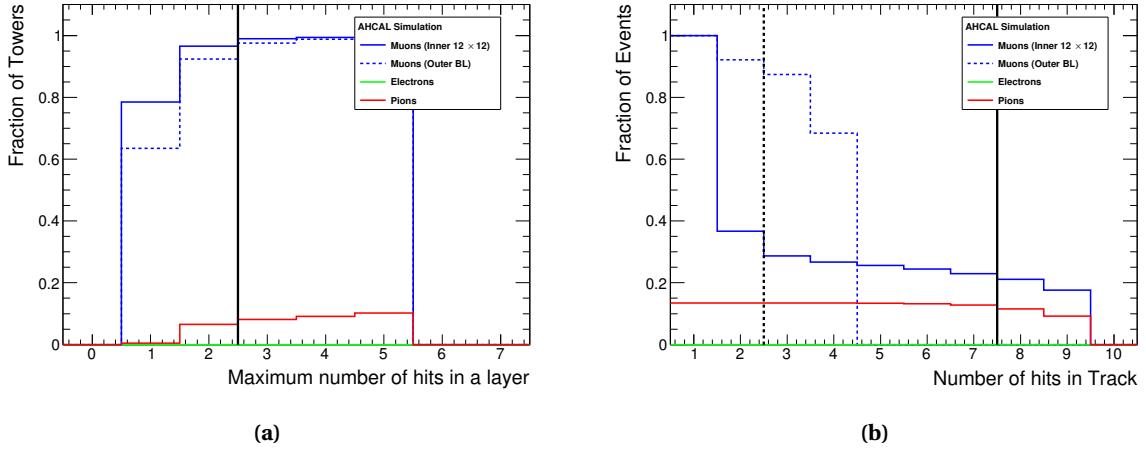 Fraction of Towers
1
0.8
0.6
0.4
0.2
0
AHCAL Simulation
Muons (Inner 12 × 12)
Muons (Outer BL)
Electrons
Pions
0 1 2 3 4 5 6 7
Maximum number of hits in a layer
(a)
Fraction of Events
1
0.8
0.6
0.4
0.2
0
AHCAL Simulation
Muons (Inner 12 × 12)
Muons (Outer BL)
Electrons
Pions
1 2 3 4 5 6 7 8 9 10
Number of hits in Track
(b)